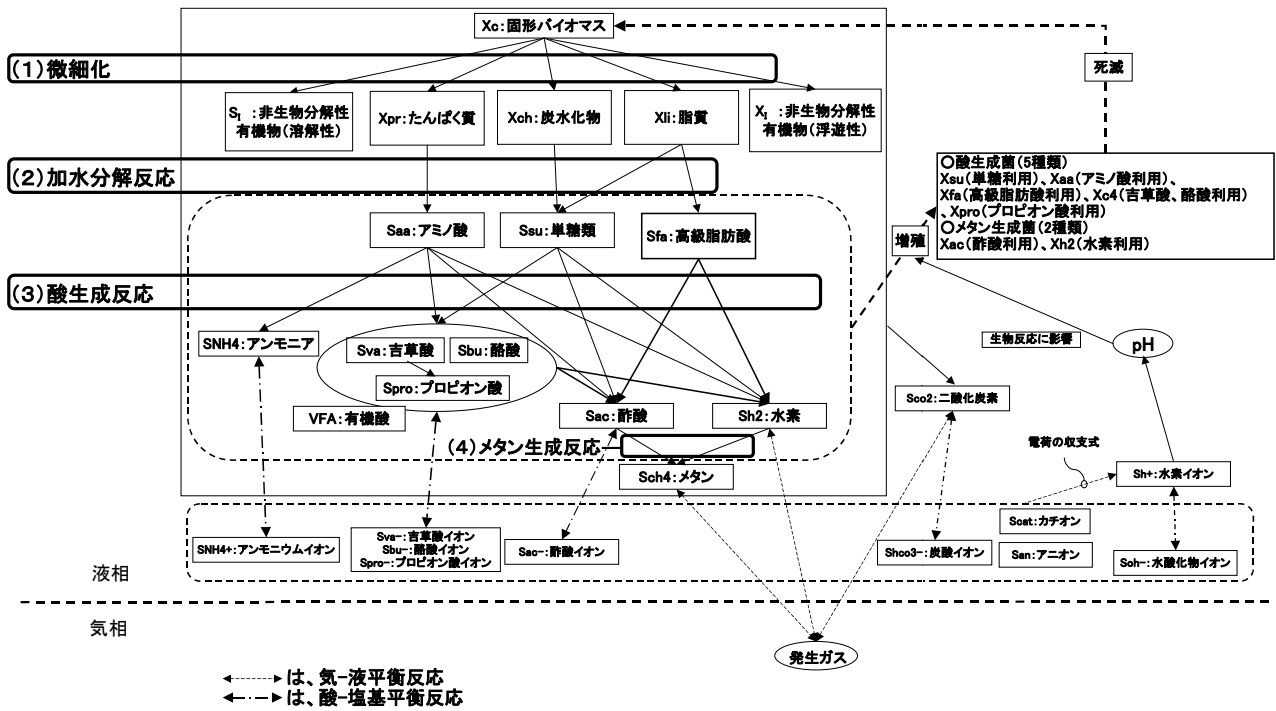 Xc:固形バイオマス
(1)微細化
死滅
SI :非生物分解性
有機物(溶解性)
Xpr:たんぱく質
Xch:炭水化物
Xli:脂質
XI :非生物分解性
有機物(浮遊性)
(2)加水分解反応
○酸生成菌(5種類)
Xsu(単糖利用)、Xaa(アミノ酸利用)、
Xfa(高級脂肪酸利用)、Xc4(吉草酸、酪酸利用)
、Xpro(プロピオン酸利用)
○メタン生成菌(2種類)
Xac(酢酸利用)、Xh2(水素利用)
Saa:アミノ酸
Ssu:単糖類
Sfa:高級脂肪酸
増殖
(3)酸生成反応
SNH4:アンモニア
Sva:吉草酸
Sbu:酪酸
Spro:プロピオン酸
VFA:有機酸
生物反応に影響
pH
Sac:酢酸
Sh2:水素
Sco2:二酸化炭素
(4)メタン生成反応
電荷の収支式
Sch4:メタン
Sh+:水素イオン
SNH4+:アンモニウムイオン
Sva-:吉草酸イオン
Sbu-:酪酸イオン
Spro-:プロピオン酸イオン
Sac-:酢酸イオン
Shco3-:炭酸イオン
Scat:カチオン
San:アニオン
Soh-:水酸化物イオン
液相
気相
発生ガス
は、気-液平衡反応
は、酸-塩基平衡反応